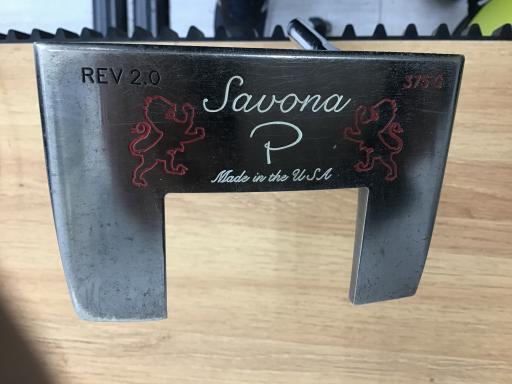 REV 2.0
375 G
Savona
P
Made in the USA